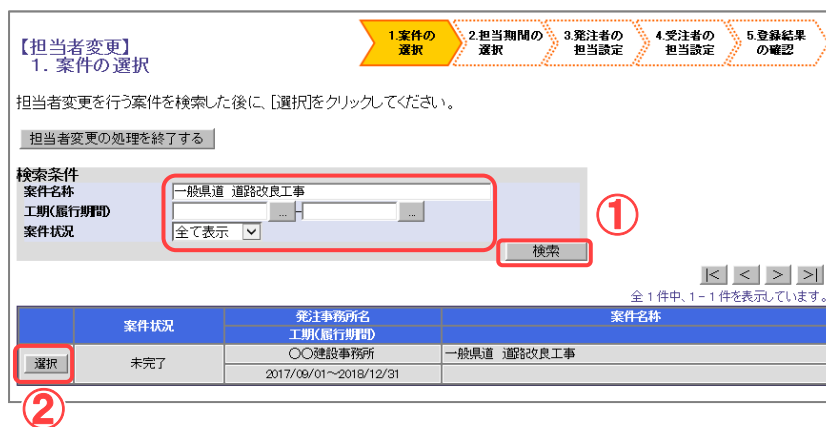 【担当者変更】
1. 案件の選択
1.案件の
選択
2.担当期間の
選択
3.発注者の
担当設定
4.受注者の
担当設定
5.登録結果
の確認
担当者変更を行う案件を検索した後に、[選択]をクリックしてください。
担当者変更の処理を終了する
検索条件
案件名称 一般県道 道路改良工事
工期(履行期間) ... - ...
案件状況 全て表示
①
検索
|< < > >|
全 1 件中、1 - 1 件を表示しています。
案件状況 発注事務所名 案件名称
工期(履行期間)
選択 未完了 〇〇建設事務所 一般県道 道路改良工事
2017/09/01～2018/12/31
②